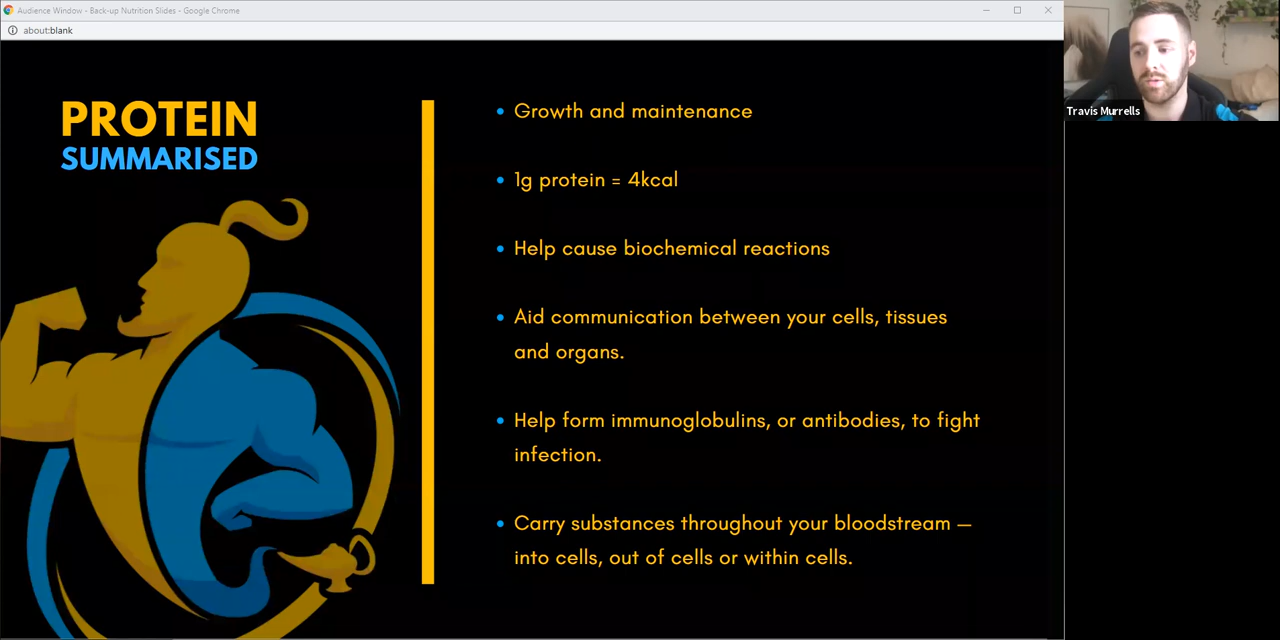 Audience Window - Back-up Nutrition Slides - Google Chrome
about:blank
PROTEIN
SUMMARISED
• Growth and maintenance
• 1g protein = 4kcal
• Help cause biochemical reactions
• Aid communication between your cells, tissues
and organs.
• Help form immunoglobulins, or antibodies, to fight
infection.
• Carry substances throughout your bloodstream —
into cells, out of cells or within cells.
Travis Murrells